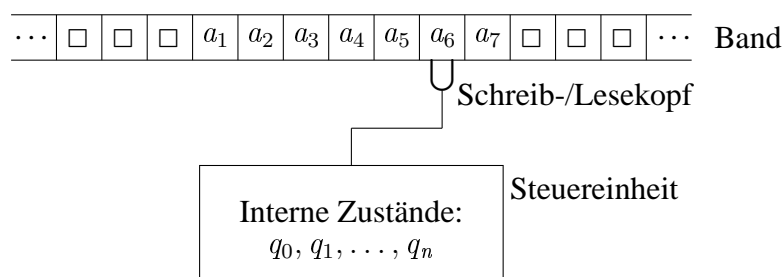 … □ □ □ a₁ a₂ a₃ a₄ a₅ a₆ a₇ □ □ □ … Band
Schreib-/Lesekopf
Steuereinheit
Interne Zustände:
q₀, q₁, . . . , qₙ